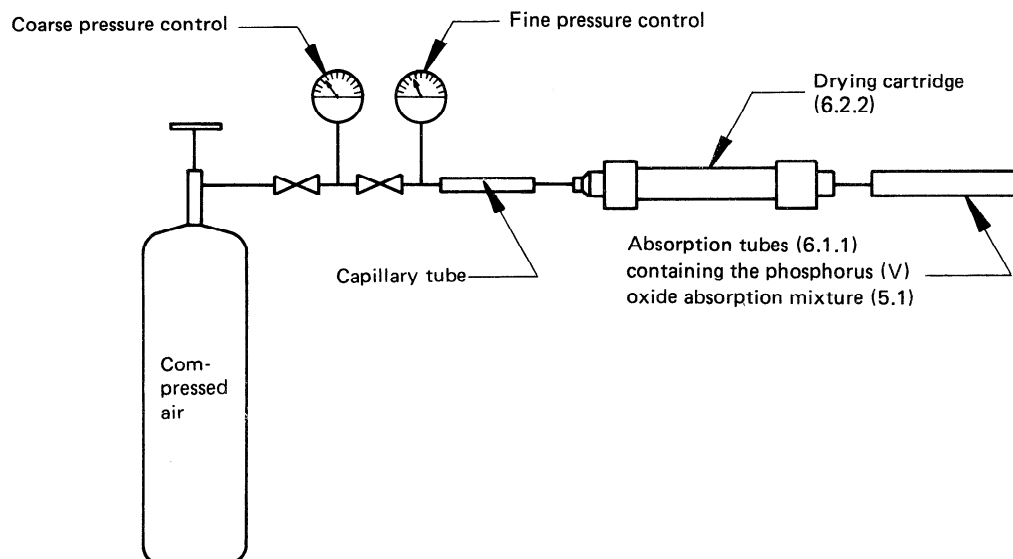 Coarse pressure control
Fine pressure control
Drying cartridge
(6.2.2)
Capillary tube
Absorption tubes (6.1.1)
containing the phosphorus (V)
oxide absorption mixture (5.1)
Com-
pressed
air